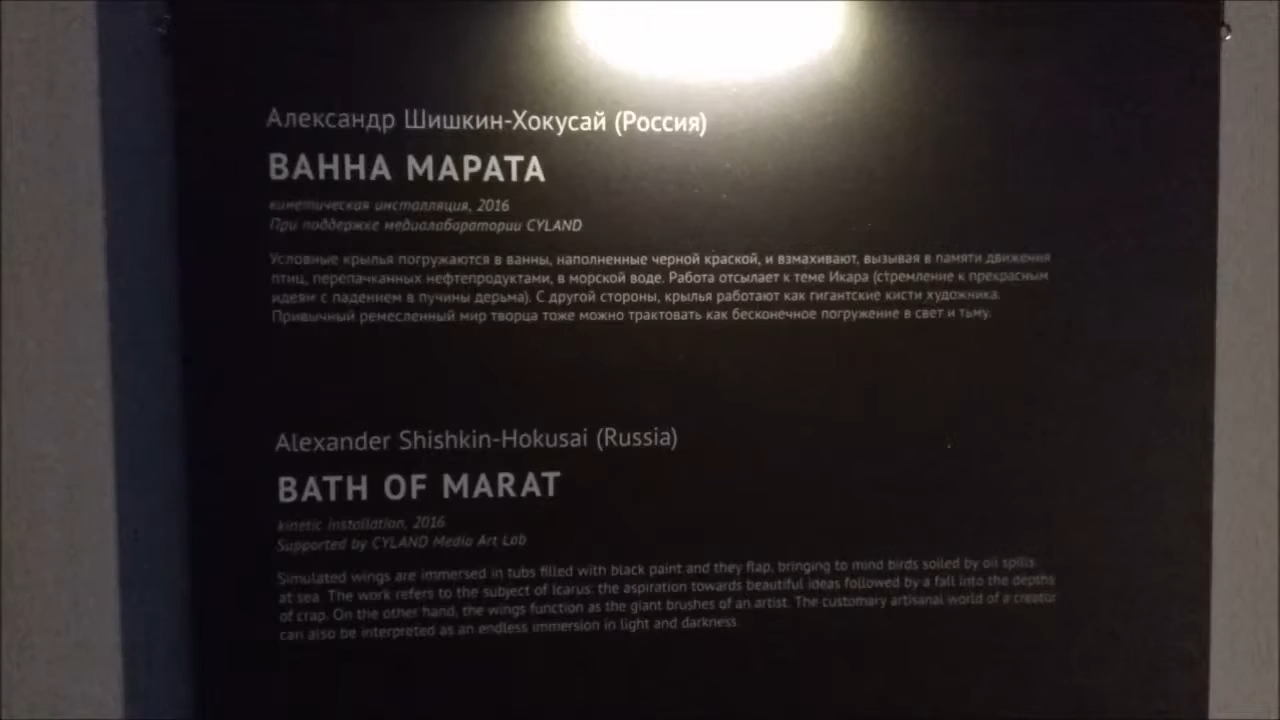 Александр Шишкин-Хокусай (Россия)
ВАННА МАРАТА
кинетическая инсталляция, 2016
При поддержке медиалаборатории CYLAND
Условные крылья погружаются в ванны, наполненные черной краской, и взмахивают, вызывая в памяти движения
птиц, перепачканных нефтепродуктами, в морской воде. Работа отсылает к теме Икара (стремление к прекрасным
идеям с падением в пучины дерьма). С другой стороны, крылья работают как гигантские кисти художника.
Привычный ремесленный мир творца тоже можно трактовать как бесконечное погружение в свет и тьму.
Alexander Shishkin-Hokusai (Russia)
BATH OF MARAT
kinetic installation, 2016
Supported by CYLAND Media Art Lab
Simulated wings are immersed in tubs filled with black paint and they flap, bringing to mind birds soiled by oil spills
at sea. The work refers to the subject of Icarus: the aspiration towards beautiful ideas followed by a fall into the depths
of crap. On the other hand, the wings function as the giant brushes of an artist. The customary artisanal world of a creator
can also be interpreted as an endless immersion in light and darkness.